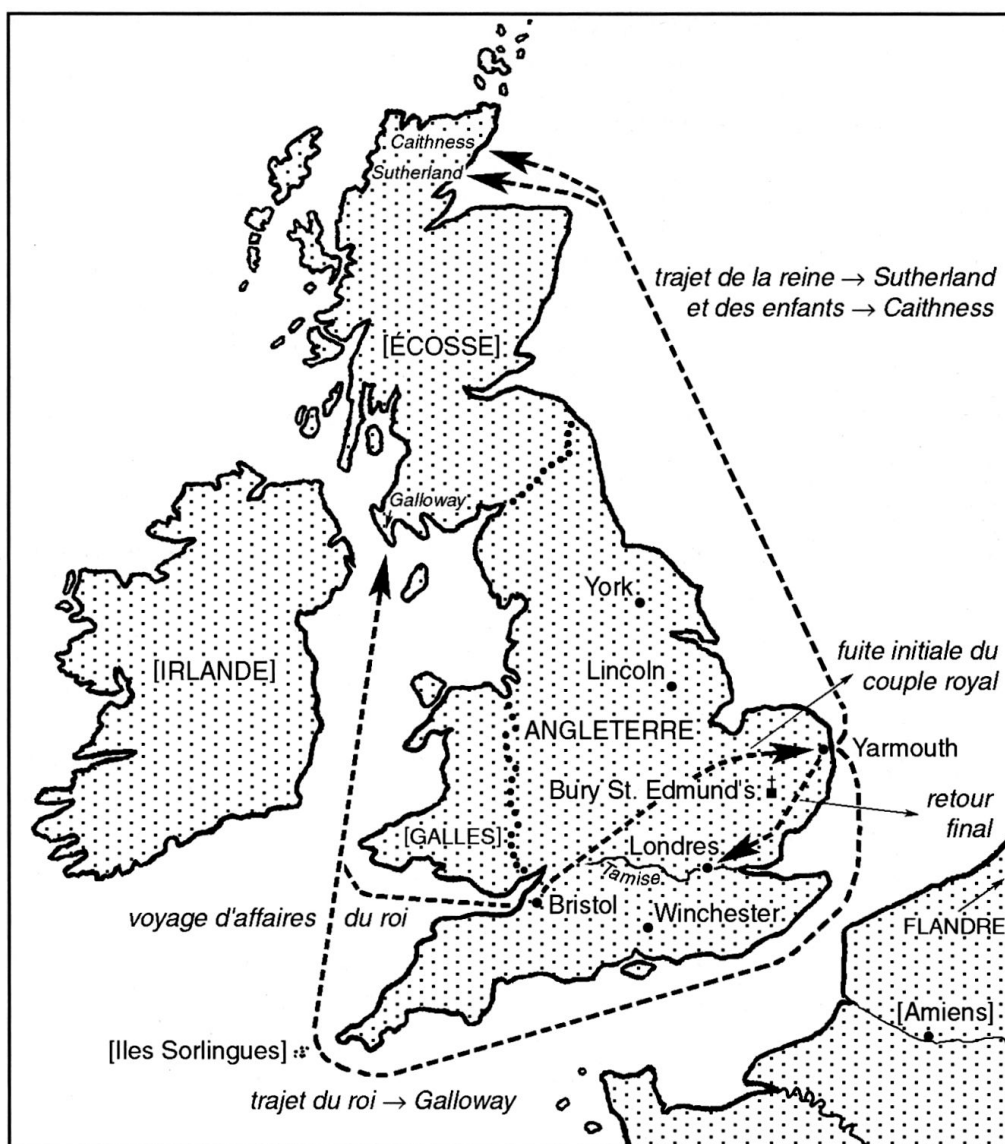 Caithness
Sutherland
trajet de la reine → Sutherland
et des enfants → Caithness
[ÉCOSSE]
Galloway
York
[IRLANDE]
Lincoln
fuite initiale du
couple royal
ANGLETERRE
Yarmouth
Bury St. Edmund's
retour
final
[GALLES]
Londres
Tamise
voyage d'affaires du roi
Bristol
Winchester
FLANDRE
[Amiens]
[Iles Sorlingues]
trajet du roi → Galloway